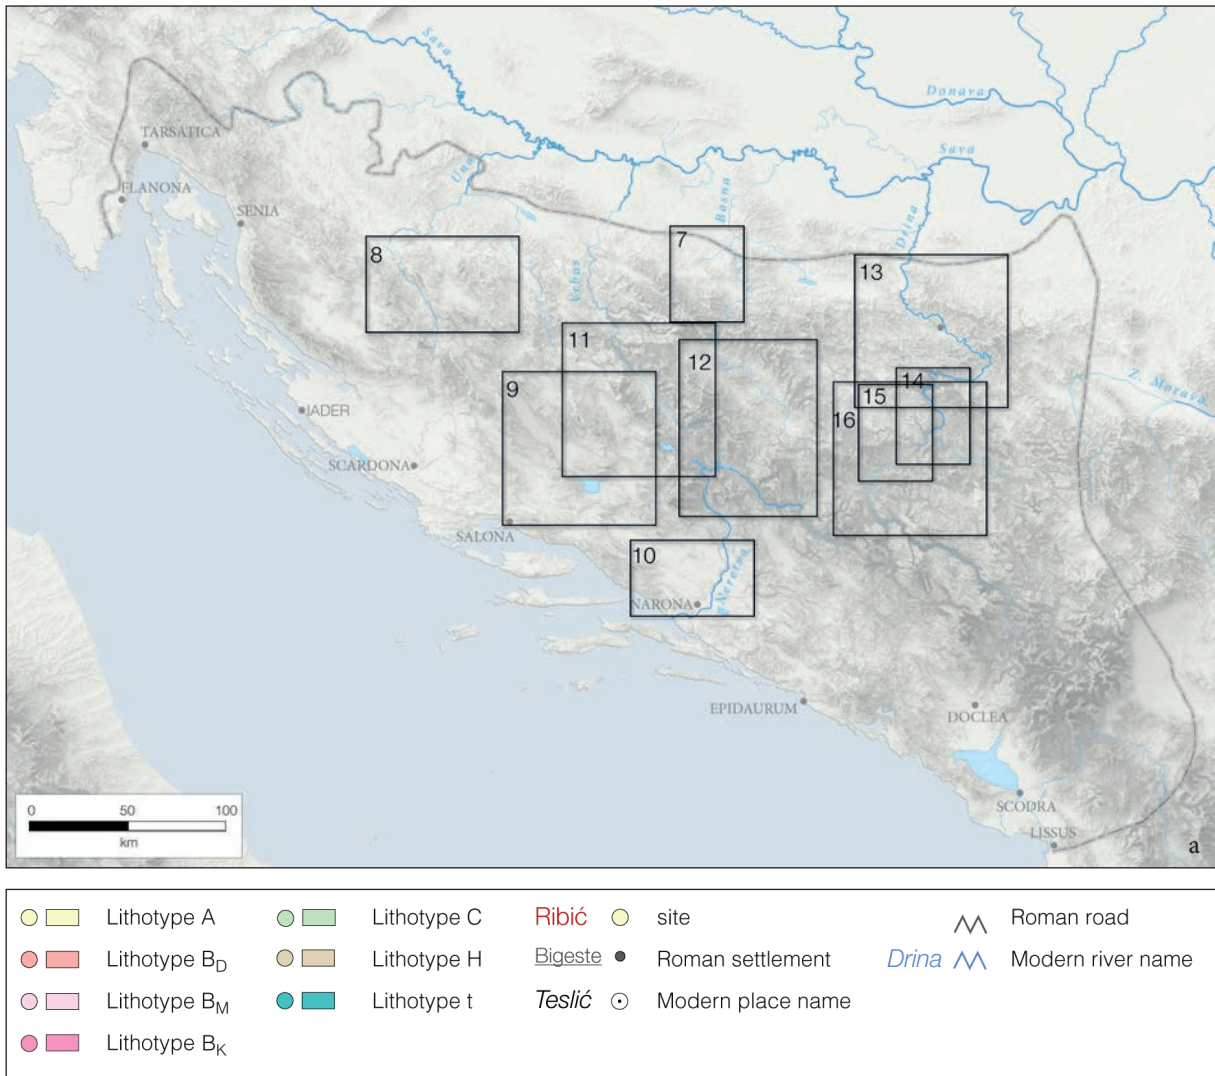 Sava
Donava
TARSATICA
Sava
Una
FLANONA
Bosna
SENIA
Drina
7
8
13
Vrbas
11
12
14
9
15
Z. Morava
IADER
16
SCARDONA
SALONA
10
Neretva
NARONA
EPIDAURUM
DOCLEA
SCODRA
LISSUS
0 50 100
km
a
Lithotype A
Lithotype C
Ribić
site
Roman road
Lithotype BD
Lithotype H
Bigeste
Roman settlement
Drina
Modern river name
Lithotype BM
Lithotype t
Teslić
Modern place name
Lithotype BK